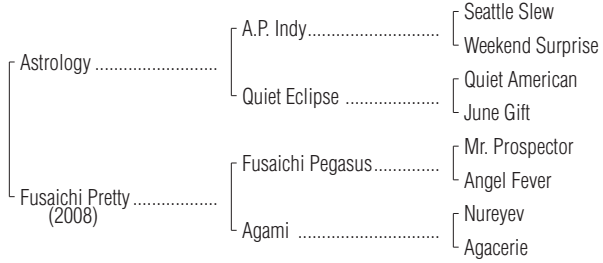 Seattle Slew
A.P. Indy..............................
Weekend Surprise
Astrology ..........................
Quiet American
Quiet Eclipse ....................
June Gift
Mr. Prospector
Fusaichi Pegasus..............
Angel Fever
Fusaichi Pretty ..................
(2008)
Nureyev
Agami ..............................
Agacerie